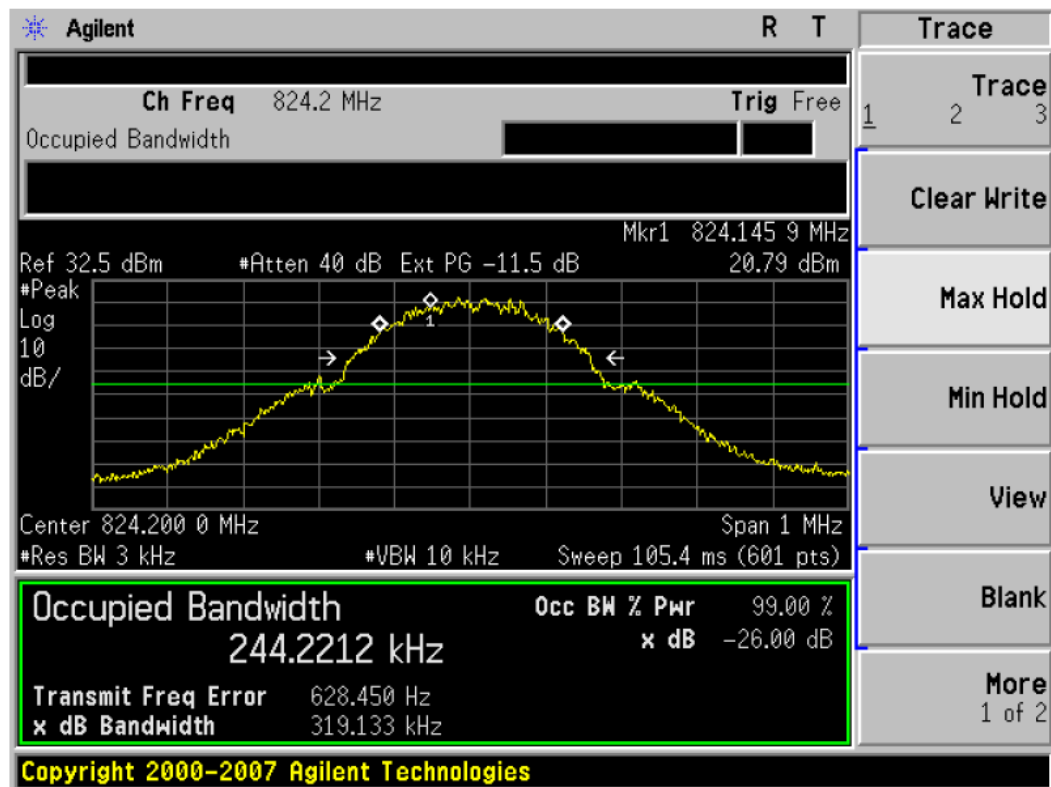 Agilent R T
Trace
Ch Freq 824.2 MHz Trig Free
Occupied Bandwidth
Trace
1 2 3
Clear Write
Max Hold
Min Hold
View
Blank
More
1 of 2
Mkr1 824.145 9 MHz
Ref 32.5 dBm #Atten 40 dB Ext PG -11.5 dB 20.79 dBm
#Peak
Log
10
dB/
1
Center 824.200 0 MHz Span 1 MHz
#Res BW 3 kHz #VBW 10 kHz Sweep 105.4 ms (601 pts)
Occupied Bandwidth Occ BW % Pwr 99.00 %
244.2212 kHz x dB -26.00 dB
Transmit Freq Error 628.450 Hz
x dB Bandwidth 319.133 kHz
Copyright 2000-2007 Agilent Technologies